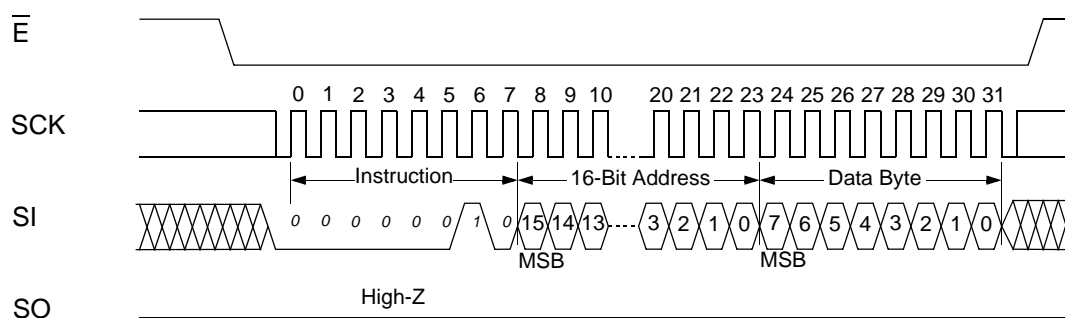 E
0 1 2 3 4 5 6 7 8 9 10 20 21 22 23 24 25 26 27 28 29 30 31
SCK
Instruction 16-Bit Address Data Byte
SI 0 0 0 0 0 0 1 0 15 14 13 3 2 1 0 7 6 5 4 3 2 1 0
MSB MSB
High-Z
SO